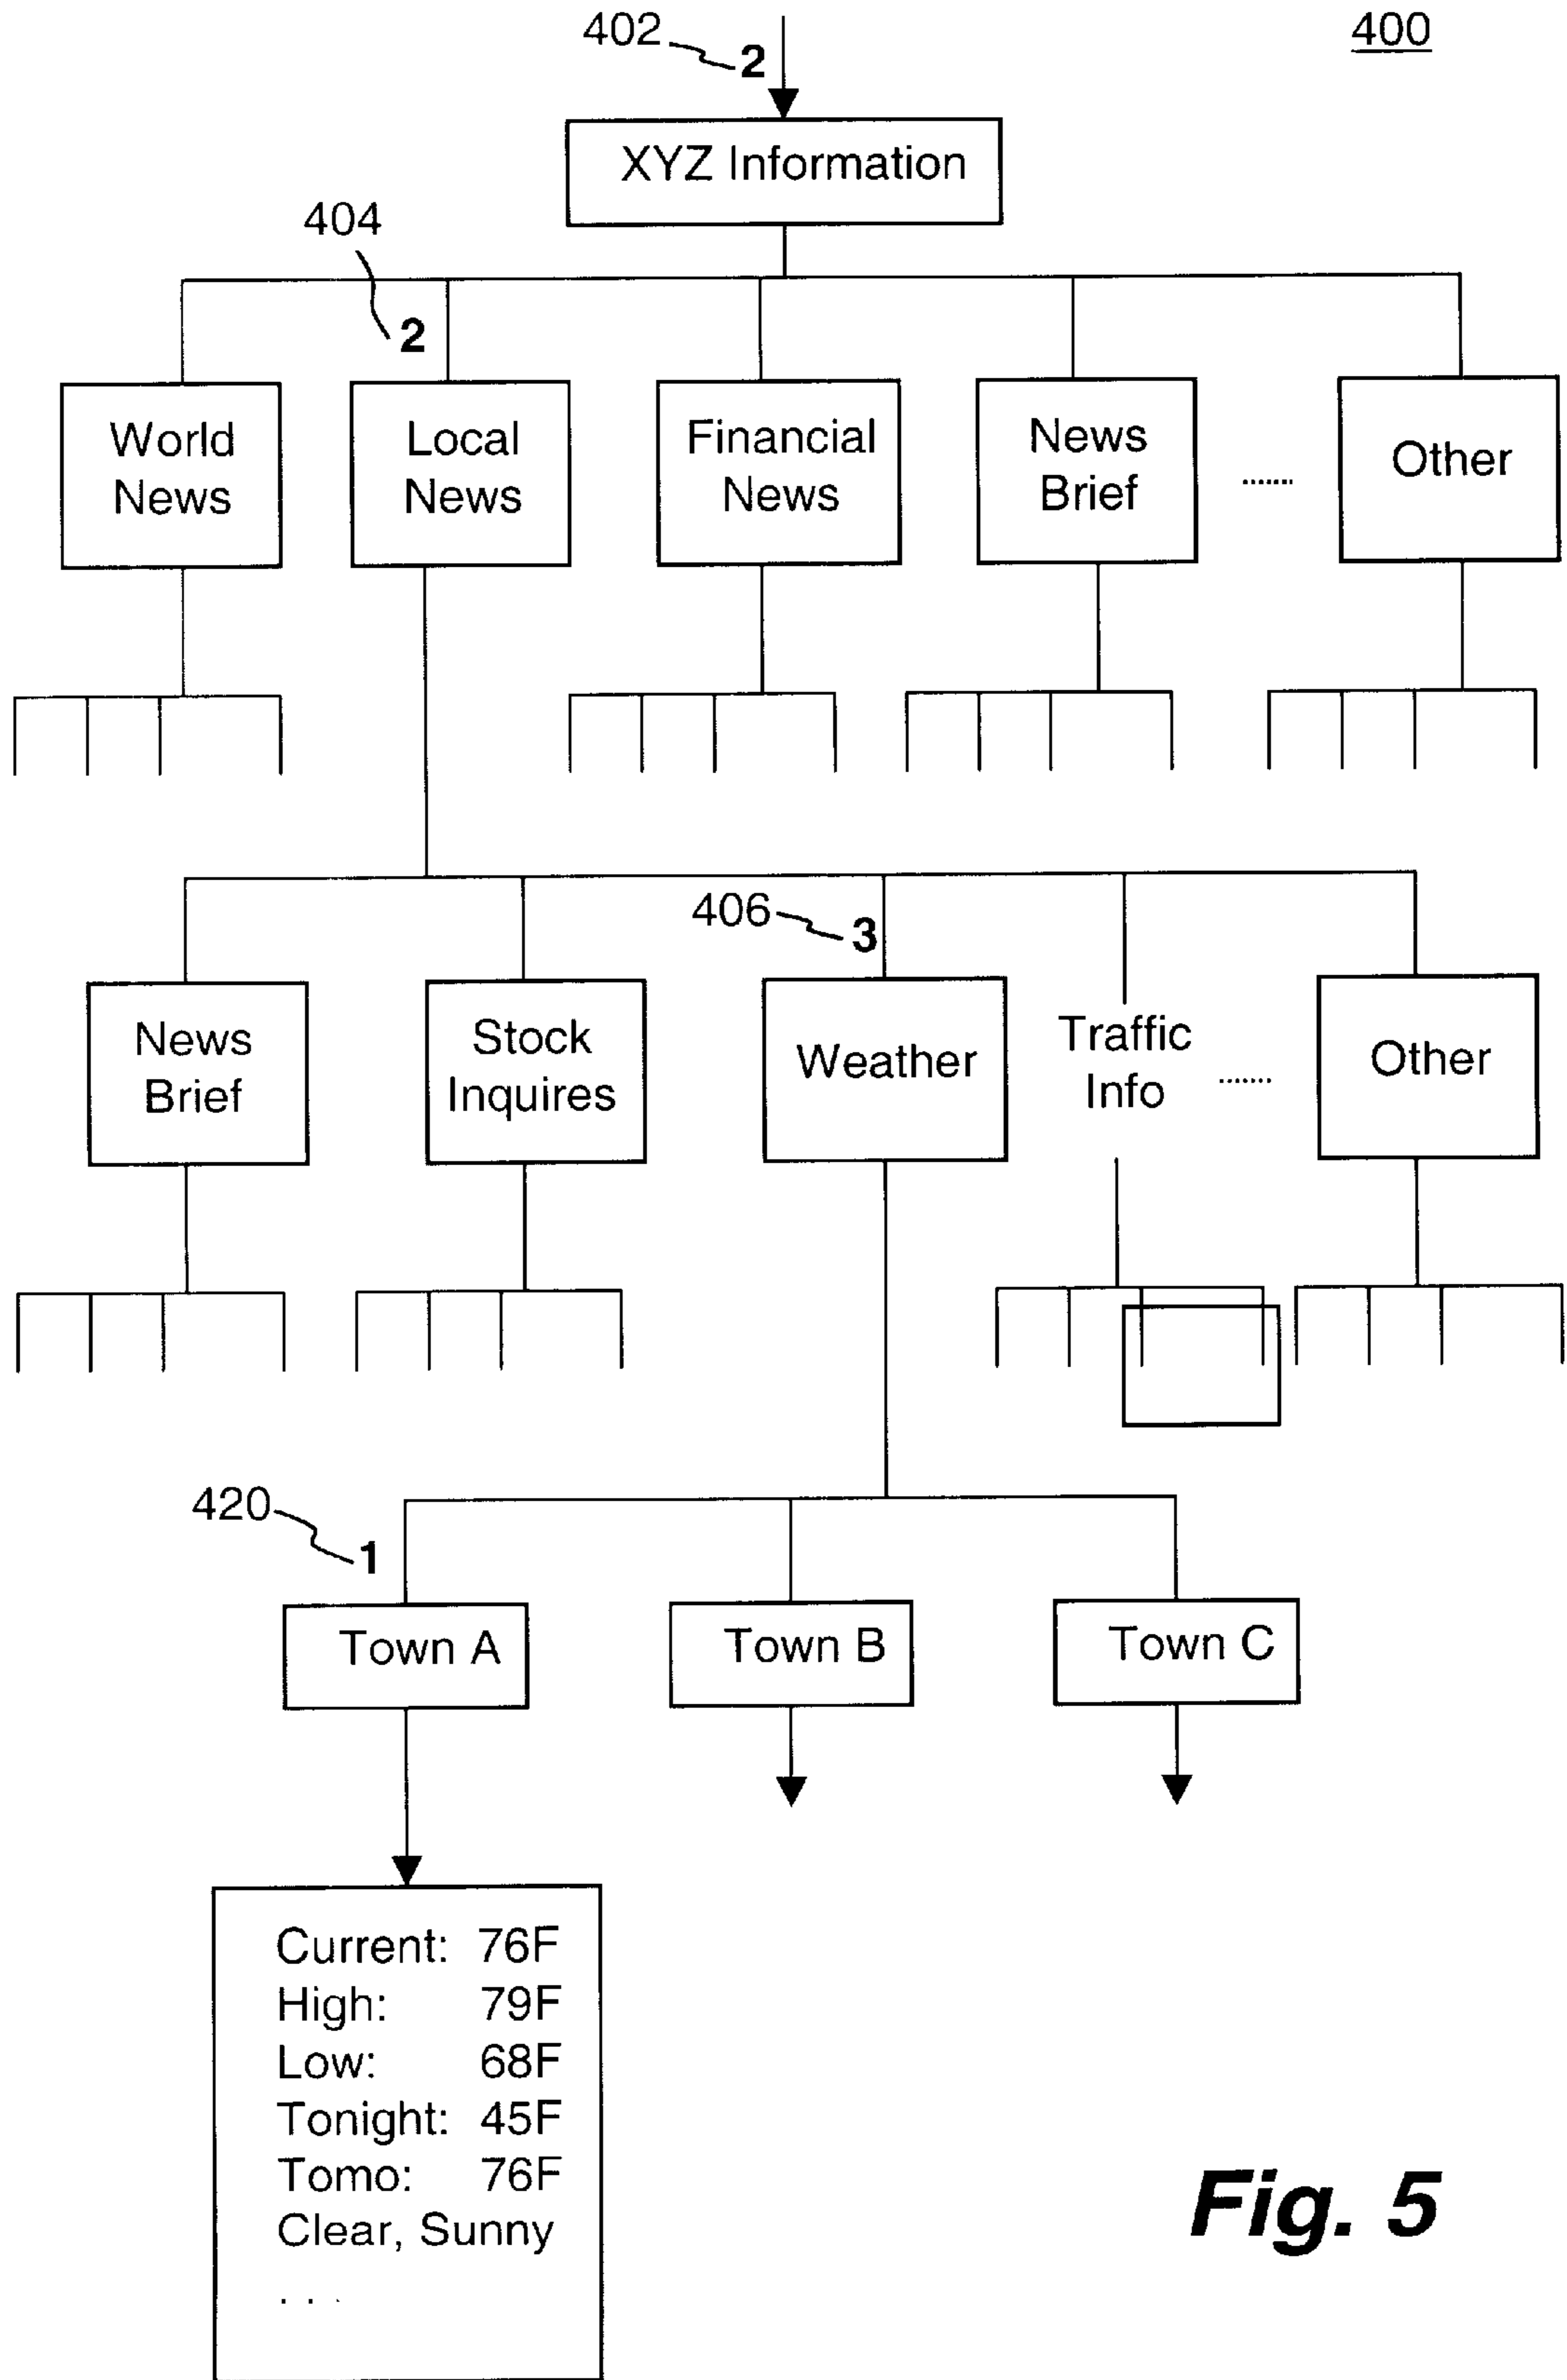 402
2
400
XYZ Information
404
2
World
News
Local
News
Financial
News
News
Brief
.......
Other
406
3
News
Brief
Stock
Inquires
Weather
Traffic
Info
.......
Other
420
1
Town A
Town B
Town C
Current: 76F
High: 79F
Low: 68F
Tonight: 45F
Tomo: 76F
Clear, Sunny
. . .
Fig. 5